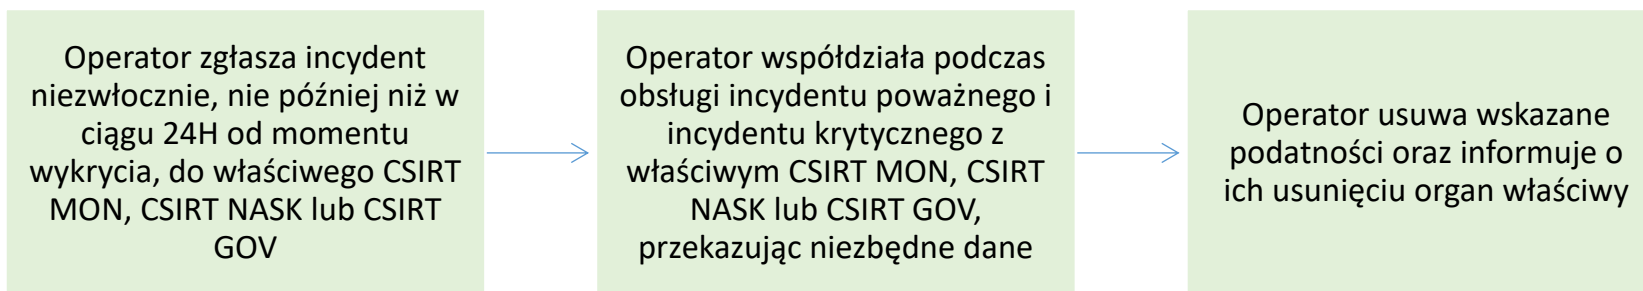 Operator zgłasza incydent
niezwłocznie, nie później niż w
ciągu 24H od momentu
wykrycia, do właściwego CSIRT
MON, CSIRT NASK lub CSIRT
GOV
Operator współdziała podczas
obsługi incydentu poważnego i
incydentu krytycznego z
właściwym CSIRT MON, CSIRT
NASK lub CSIRT GOV,
przekazując niezbędne dane
Operator usuwa wskazane
podatności oraz informuje o
ich usunięciu organ właściwy